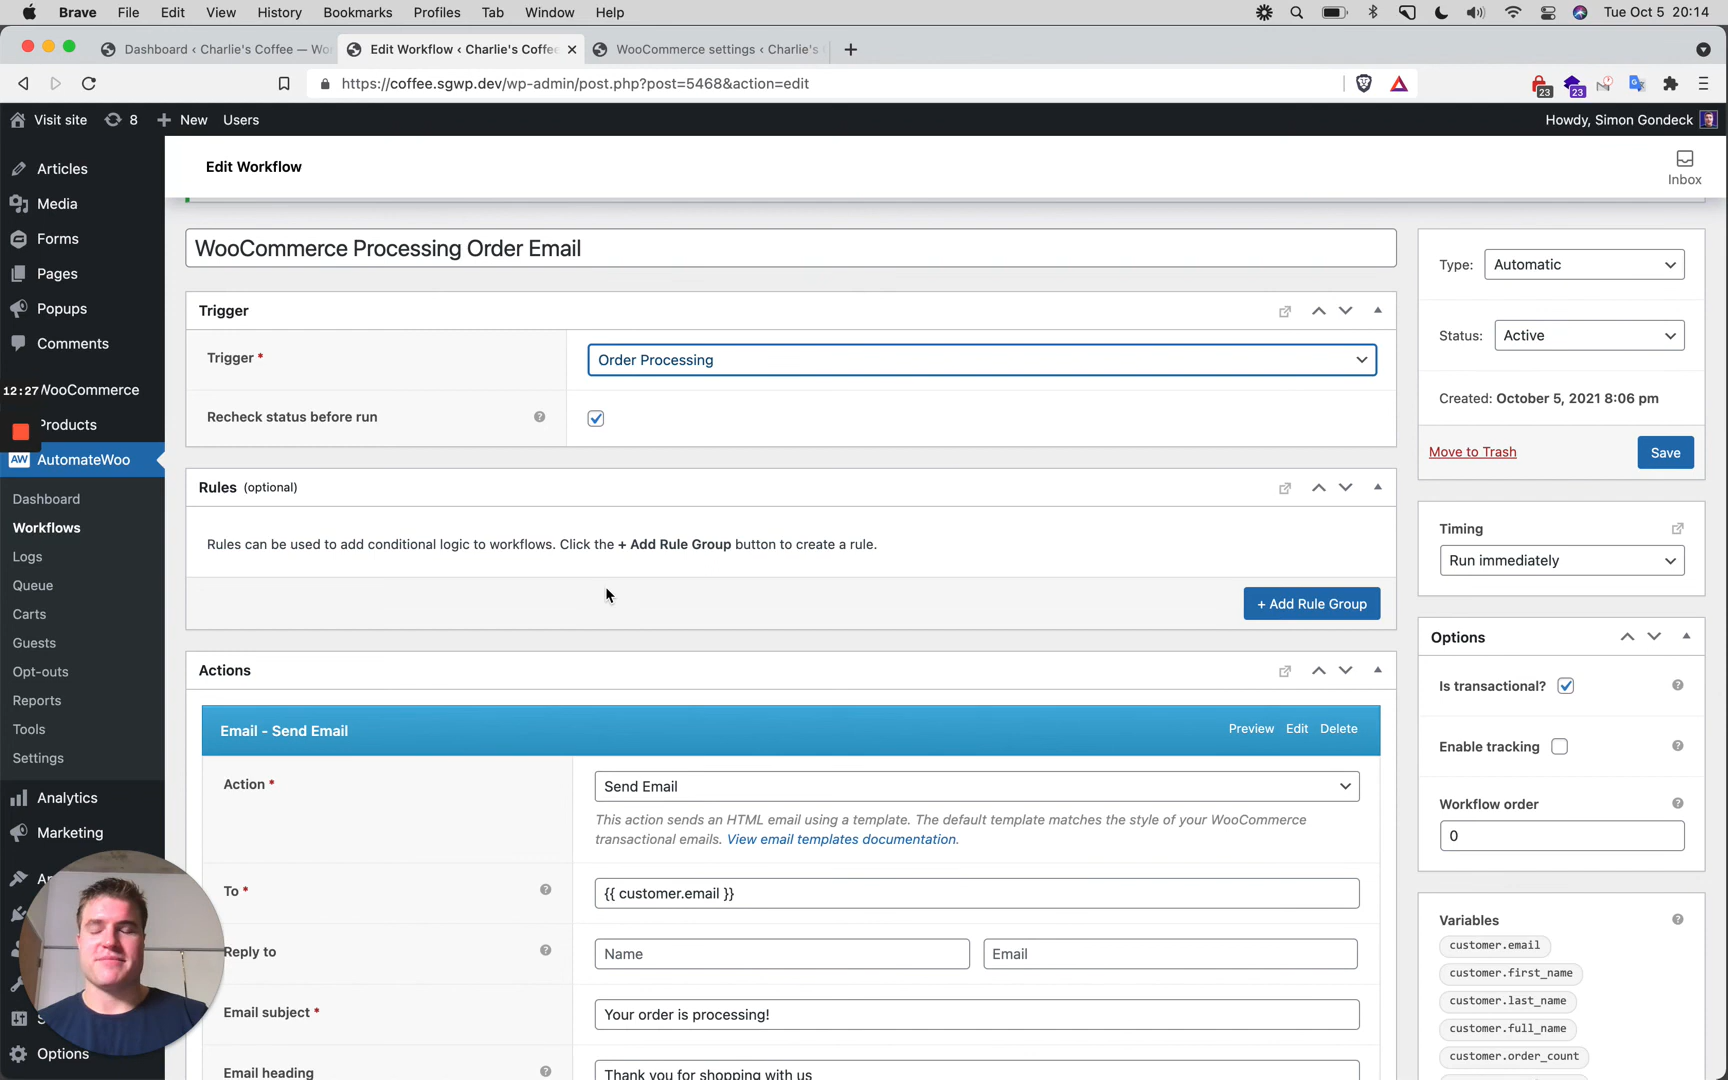 Brave File Edit View History Bookmarks Profiles Tab Window Help Tue Oct 5 20:14
Dashboard ‹ Charlie's Coffee — Wo Edit Workflow ‹ Charlie's Coffe WooCommerce settings ‹ Charlie's
https://coffee.sgwp.dev/wp-admin/post.php?post=5468&action=edit 23 23
Visit site 8 New Users Howdy, Simon Gondeck
Articles
Media
Forms
Pages
Popups
Comments
12:27 WooCommerce
Products
AW AutomateWoo
Dashboard
Workflows
Logs
Queue
Carts
Guests
Opt-outs
Reports
Tools
Settings
Analytics
Marketing
Options
Edit Workflow
Inbox
WooCommerce Processing Order Email
Trigger
Trigger * Order Processing
Recheck status before run
Rules (optional)
Rules can be used to add conditional logic to workflows. Click the + Add Rule Group button to create a rule.
+ Add Rule Group
Actions
Email - Send Email Preview Edit Delete
Action * Send Email
This action sends an HTML email using a template. The default template matches the style of your WooCommerce
transactional emails. View email templates documentation.
To * {{ customer.email }}
Reply to Name Email
Email subject * Your order is processing!
Email heading Thank you for shopping with us
Type: Automatic
Status: Active
Created: October 5, 2021 8:06 pm
Move to Trash Save
Timing
Run immediately
Options
Is transactional?
Enable tracking
Workflow order
0
Variables
customer.email
customer.first_name
customer.last_name
customer.full_name
customer.order_count